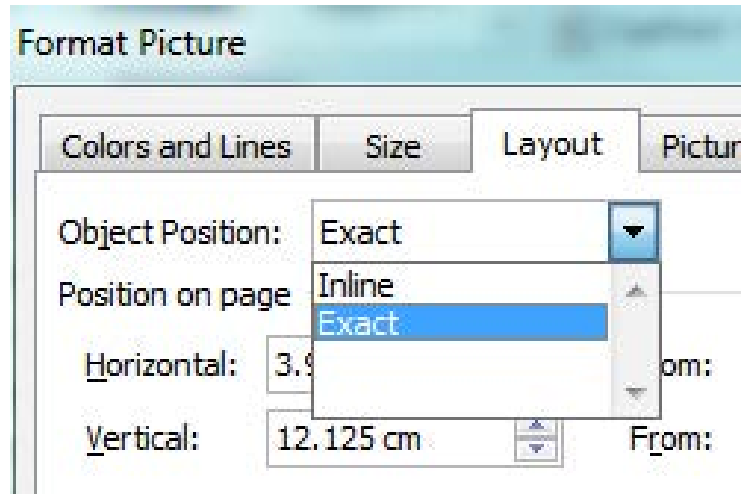 Format Picture
Colors and Lines Size Layout Pictur
Object Position: Exact
Inline
Position on page
Exact
Horizontal: 3.9 om:
Vertical: 12.125 cm From: